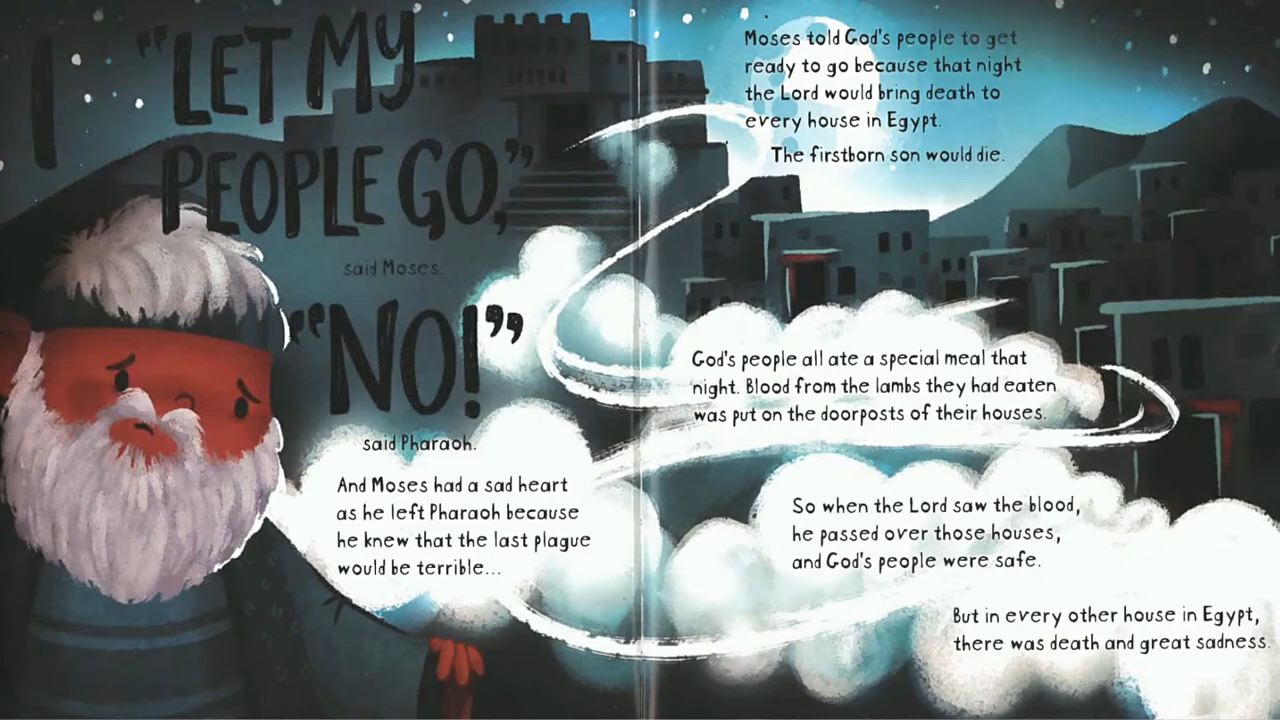 "LET MY
PEOPLE GO,"
said Moses.
"NO!"
said Pharaoh.
And Moses had a sad heart
as he left Pharaoh because
he knew that the last plague
would be terrible...
Moses told God's people to get
ready to go because that night
the Lord would bring death to
every house in Egypt.
The firstborn son would die.
God's people all ate a special meal that
night. Blood from the lambs they had eaten
was put on the doorposts of their houses.
So when the Lord saw the blood,
he passed over those houses,
and God's people were safe.
But in every other house in Egypt,
there was death and great sadness.